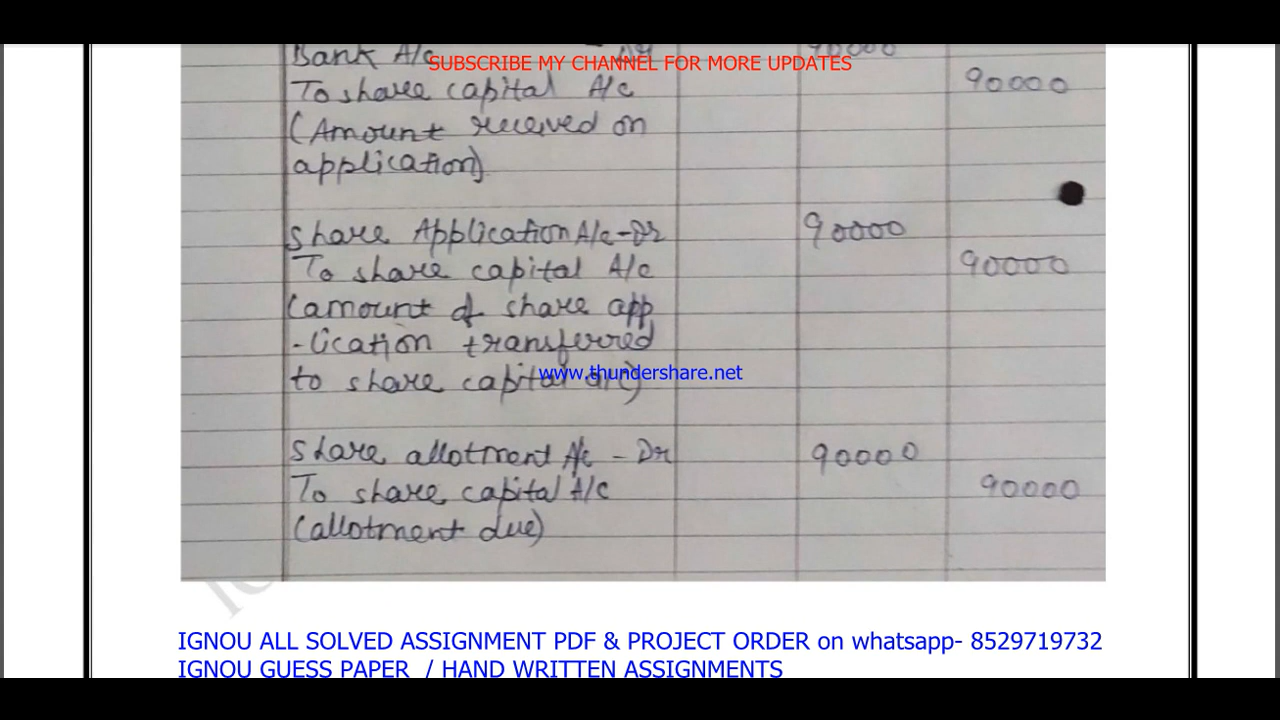 Bank A/c - Dr 90000
SUBSCRIBE MY CHANNEL FOR MORE UPDATES
To share capital A/c 90000
(Amount received on
application)
Share Application A/c - Dr 90000
To share capital A/c 90000
(amount of share app
-lication transferred
to share capital a/c)
www.thundershare.net
Share allotment A/c - Dr 90000
To share capital A/c 90000
(allotment due)
IGNOU ALL SOLVED ASSIGNMENT PDF & PROJECT ORDER on whatsapp- 8529719732
IGNOU GUESS PAPER / HAND WRITTEN ASSIGNMENTS